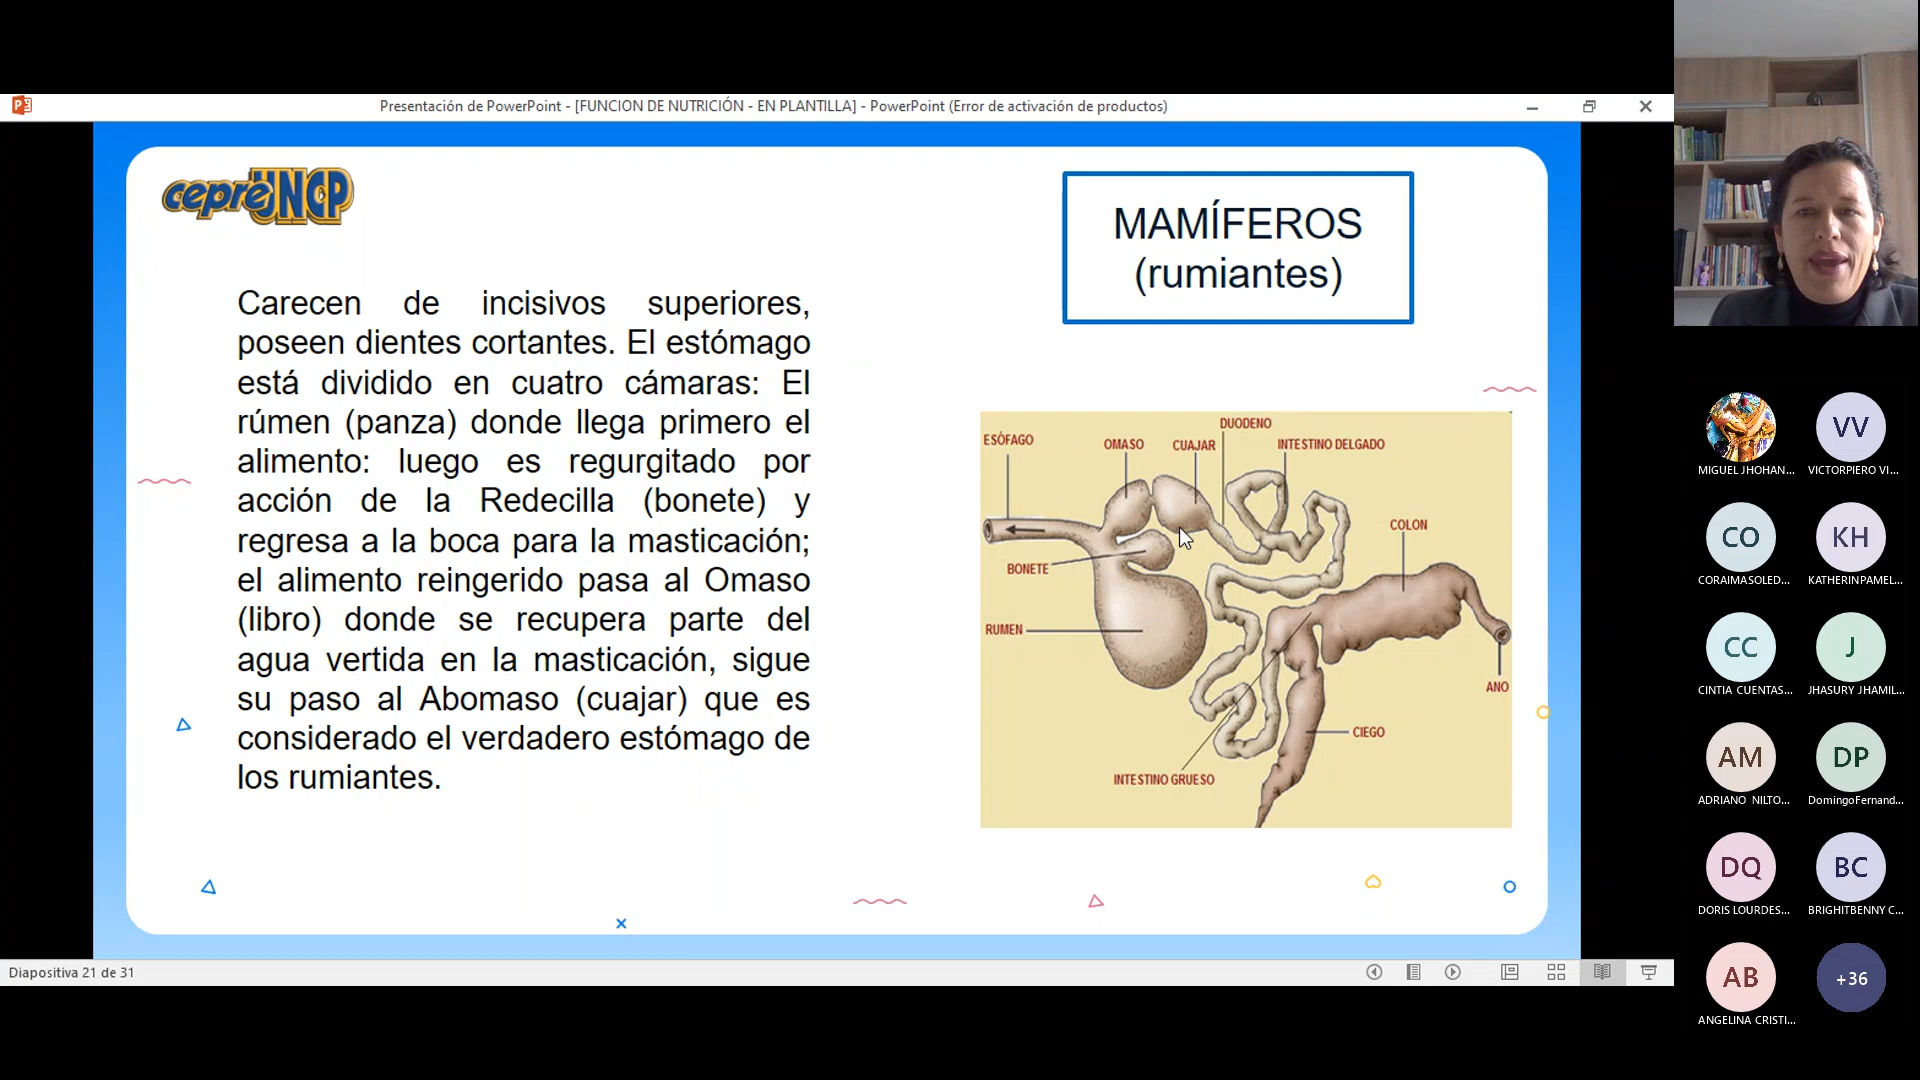 Presentación de PowerPoint - [FUNCION DE NUTRICIÓN - EN PLANTILLA] - PowerPoint (Error de activación de productos)
cepreUNCP
MAMÍFEROS
(rumiantes)
Carecen de incisivos superiores,
poseen dientes cortantes. El estómago
está dividido en cuatro cámaras: El
rúmen (panza) donde llega primero el
alimento: luego es regurgitado por
acción de la Redecilla (bonete) y
regresa a la boca para la masticación;
el alimento reingerido pasa al Omaso
(libro) donde se recupera parte del
agua vertida en la masticación, sigue
su paso al Abomaso (cuajar) que es
considerado el verdadero estómago de
los rumiantes.
DUODENO
ESÓFAGO
OMASO
CUAJAR
INTESTINO DELGADO
COLON
BONETE
RUMEN
ANO
CIEGO
INTESTINO GRUESO
Diapositiva 21 de 31
MIGUEL JHOHAN...
VV
VICTORPIERO VI...
CO
CORAIMASOLED...
KH
KATHERINPAMEL...
CC
CINTIA CUENTAS...
J
JHASURY JHAMIL...
AM
ADRIANO NILTO...
DP
DomingoFernand...
DQ
DORIS LOURDES...
BC
BRIGHITBENNY C...
AB
ANGELINA CRISTI...
+36